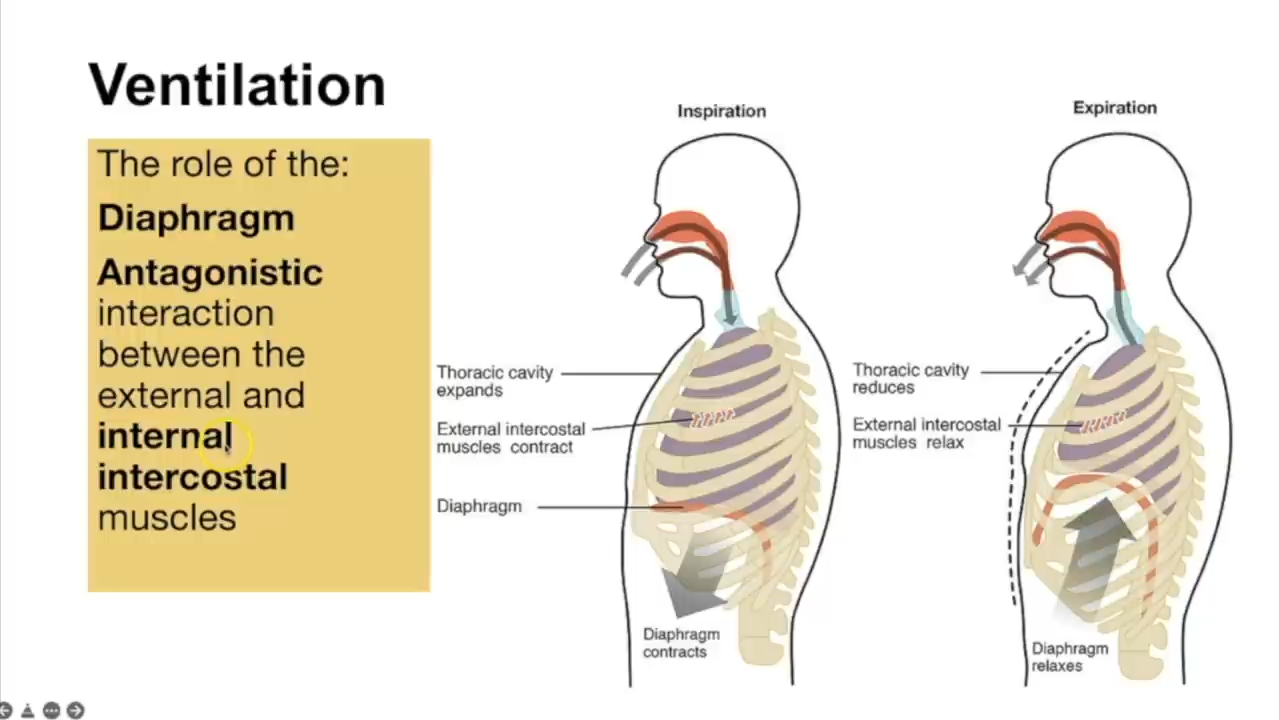 Ventilation
The role of the:
Diaphragm
Antagonistic
interaction
between the
external and
internal
intercostal
muscles
Inspiration
Thoracic cavity
expands
External intercostal
muscles contract
Diaphragm
Diaphragm
contracts
Expiration
Thoracic cavity
reduces
External intercostal
muscles relax
Diaphragm
relaxes